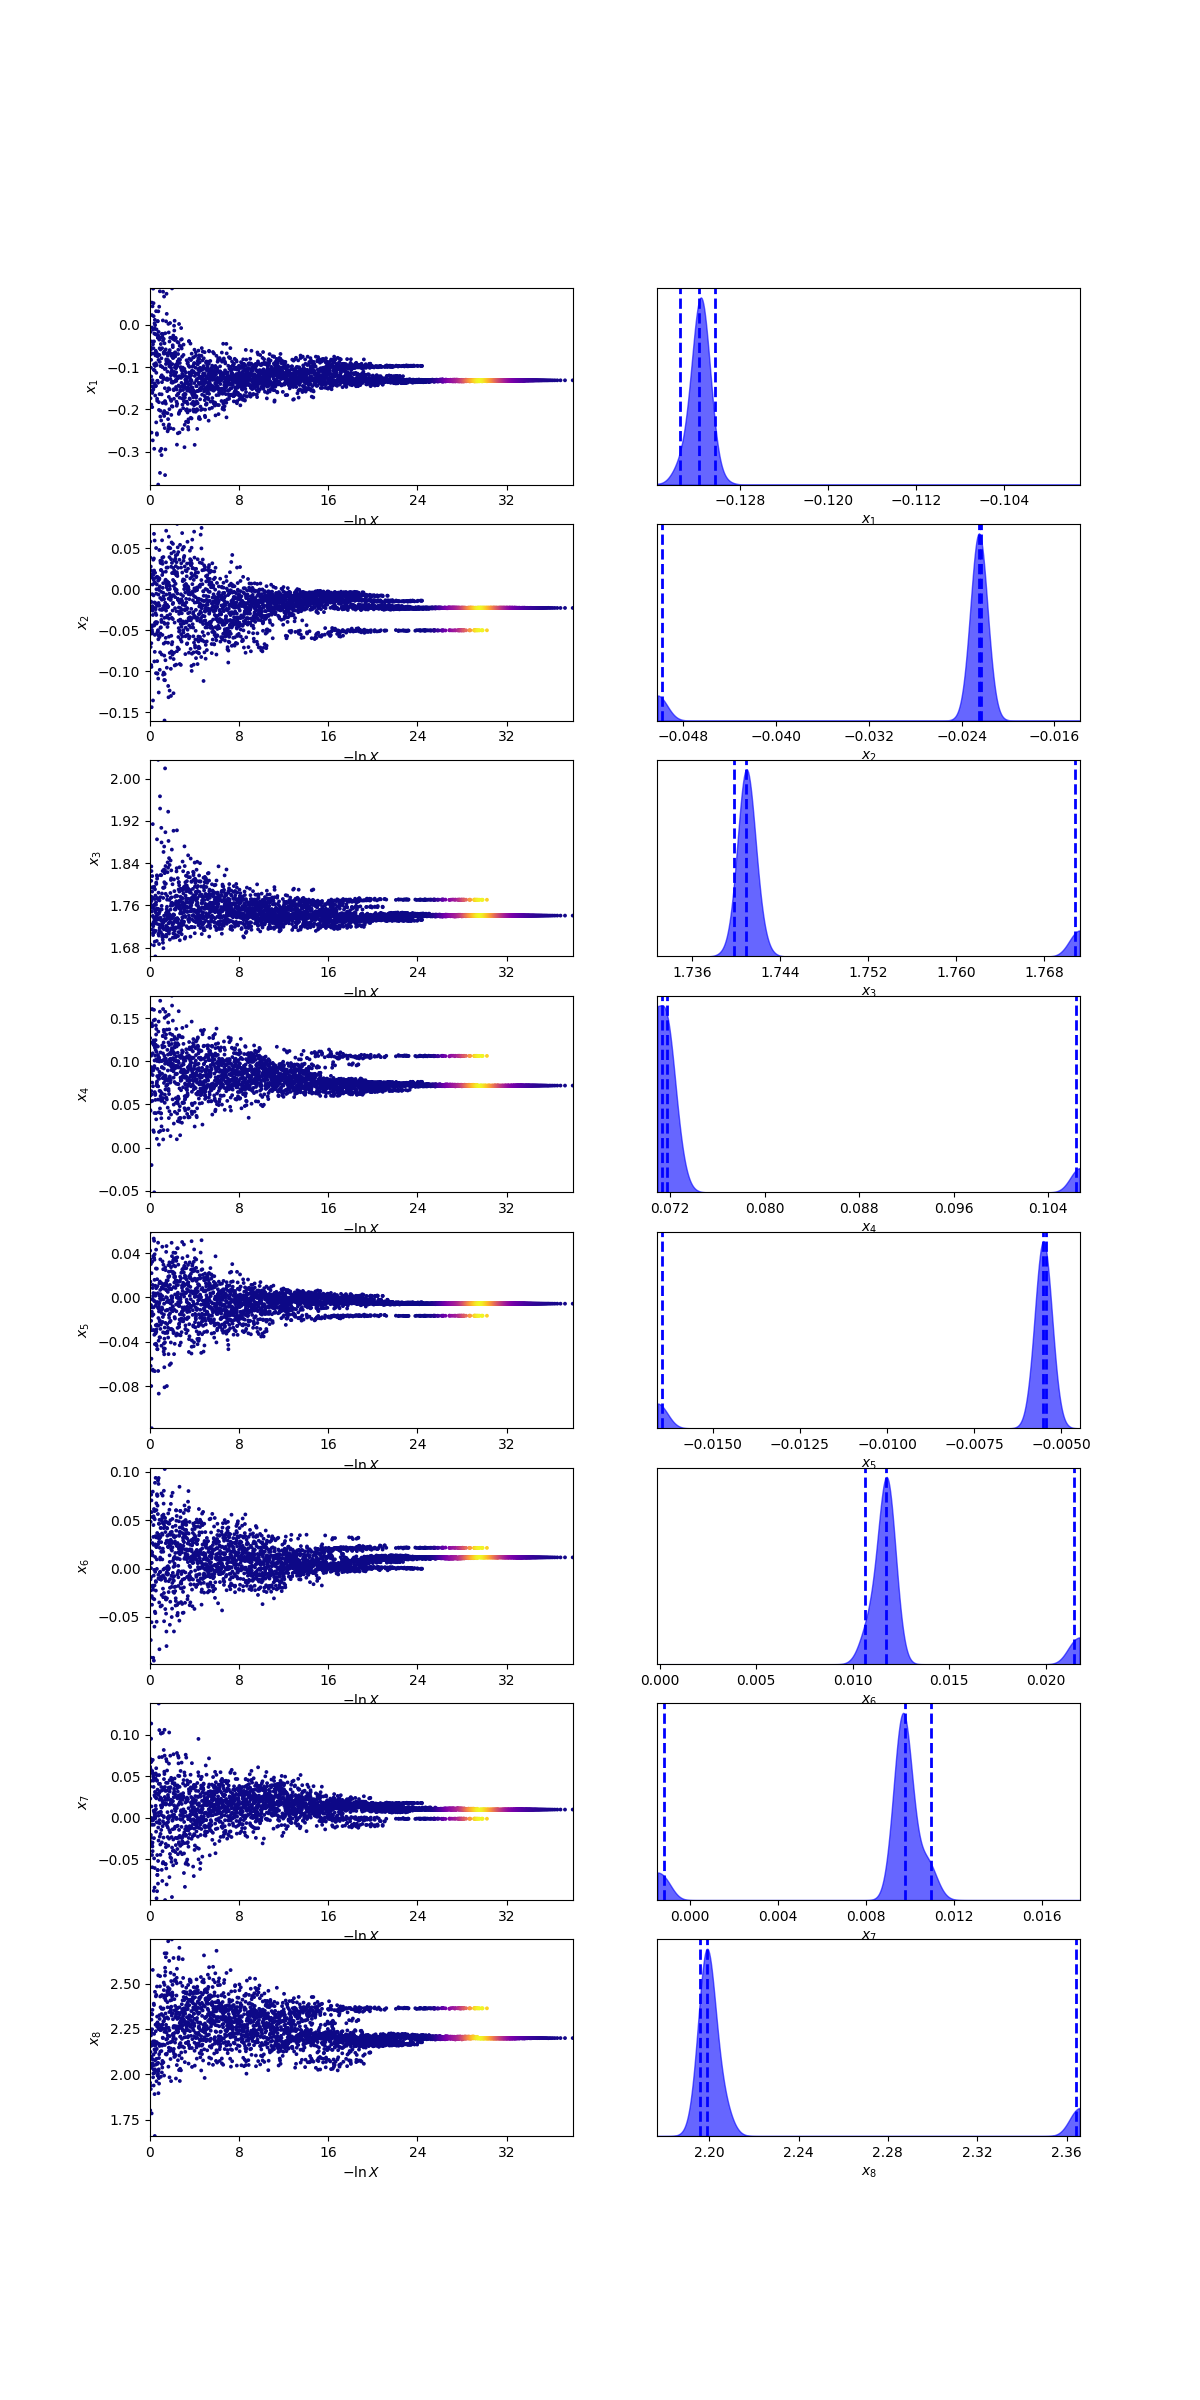 0.0
−0.1
−0.2
−0.3
x₁
0 8 16 24 32
−ln X
−0.128 −0.120 −0.112 −0.104
x₁
0.05
0.00
−0.05
−0.10
−0.15
x₂
0 8 16 24 32
−ln X
−0.048 −0.040 −0.032 −0.024 −0.016
x₂
2.00
1.92
1.84
1.76
1.68
x₃
0 8 16 24 32
−ln X
1.736 1.744 1.752 1.760 1.768
x₃
0.15
0.10
0.05
0.00
−0.05
x₄
0 8 16 24 32
−ln X
0.072 0.080 0.088 0.096 0.104
x₄
0.04
0.00
−0.04
−0.08
x₅
0 8 16 24 32
−ln X
−0.0150 −0.0125 −0.0100 −0.0075 −0.0050
x₅
0.10
0.05
0.00
−0.05
x₆
0 8 16 24 32
−ln X
0.000 0.005 0.010 0.015 0.020
x₆
0.10
0.05
0.00
−0.05
x₇
0 8 16 24 32
−ln X
0.000 0.004 0.008 0.012 0.016
x₇
2.50
2.25
2.00
1.75
x₈
0 8 16 24 32
−ln X
2.20 2.24 2.28 2.32 2.36
x₈